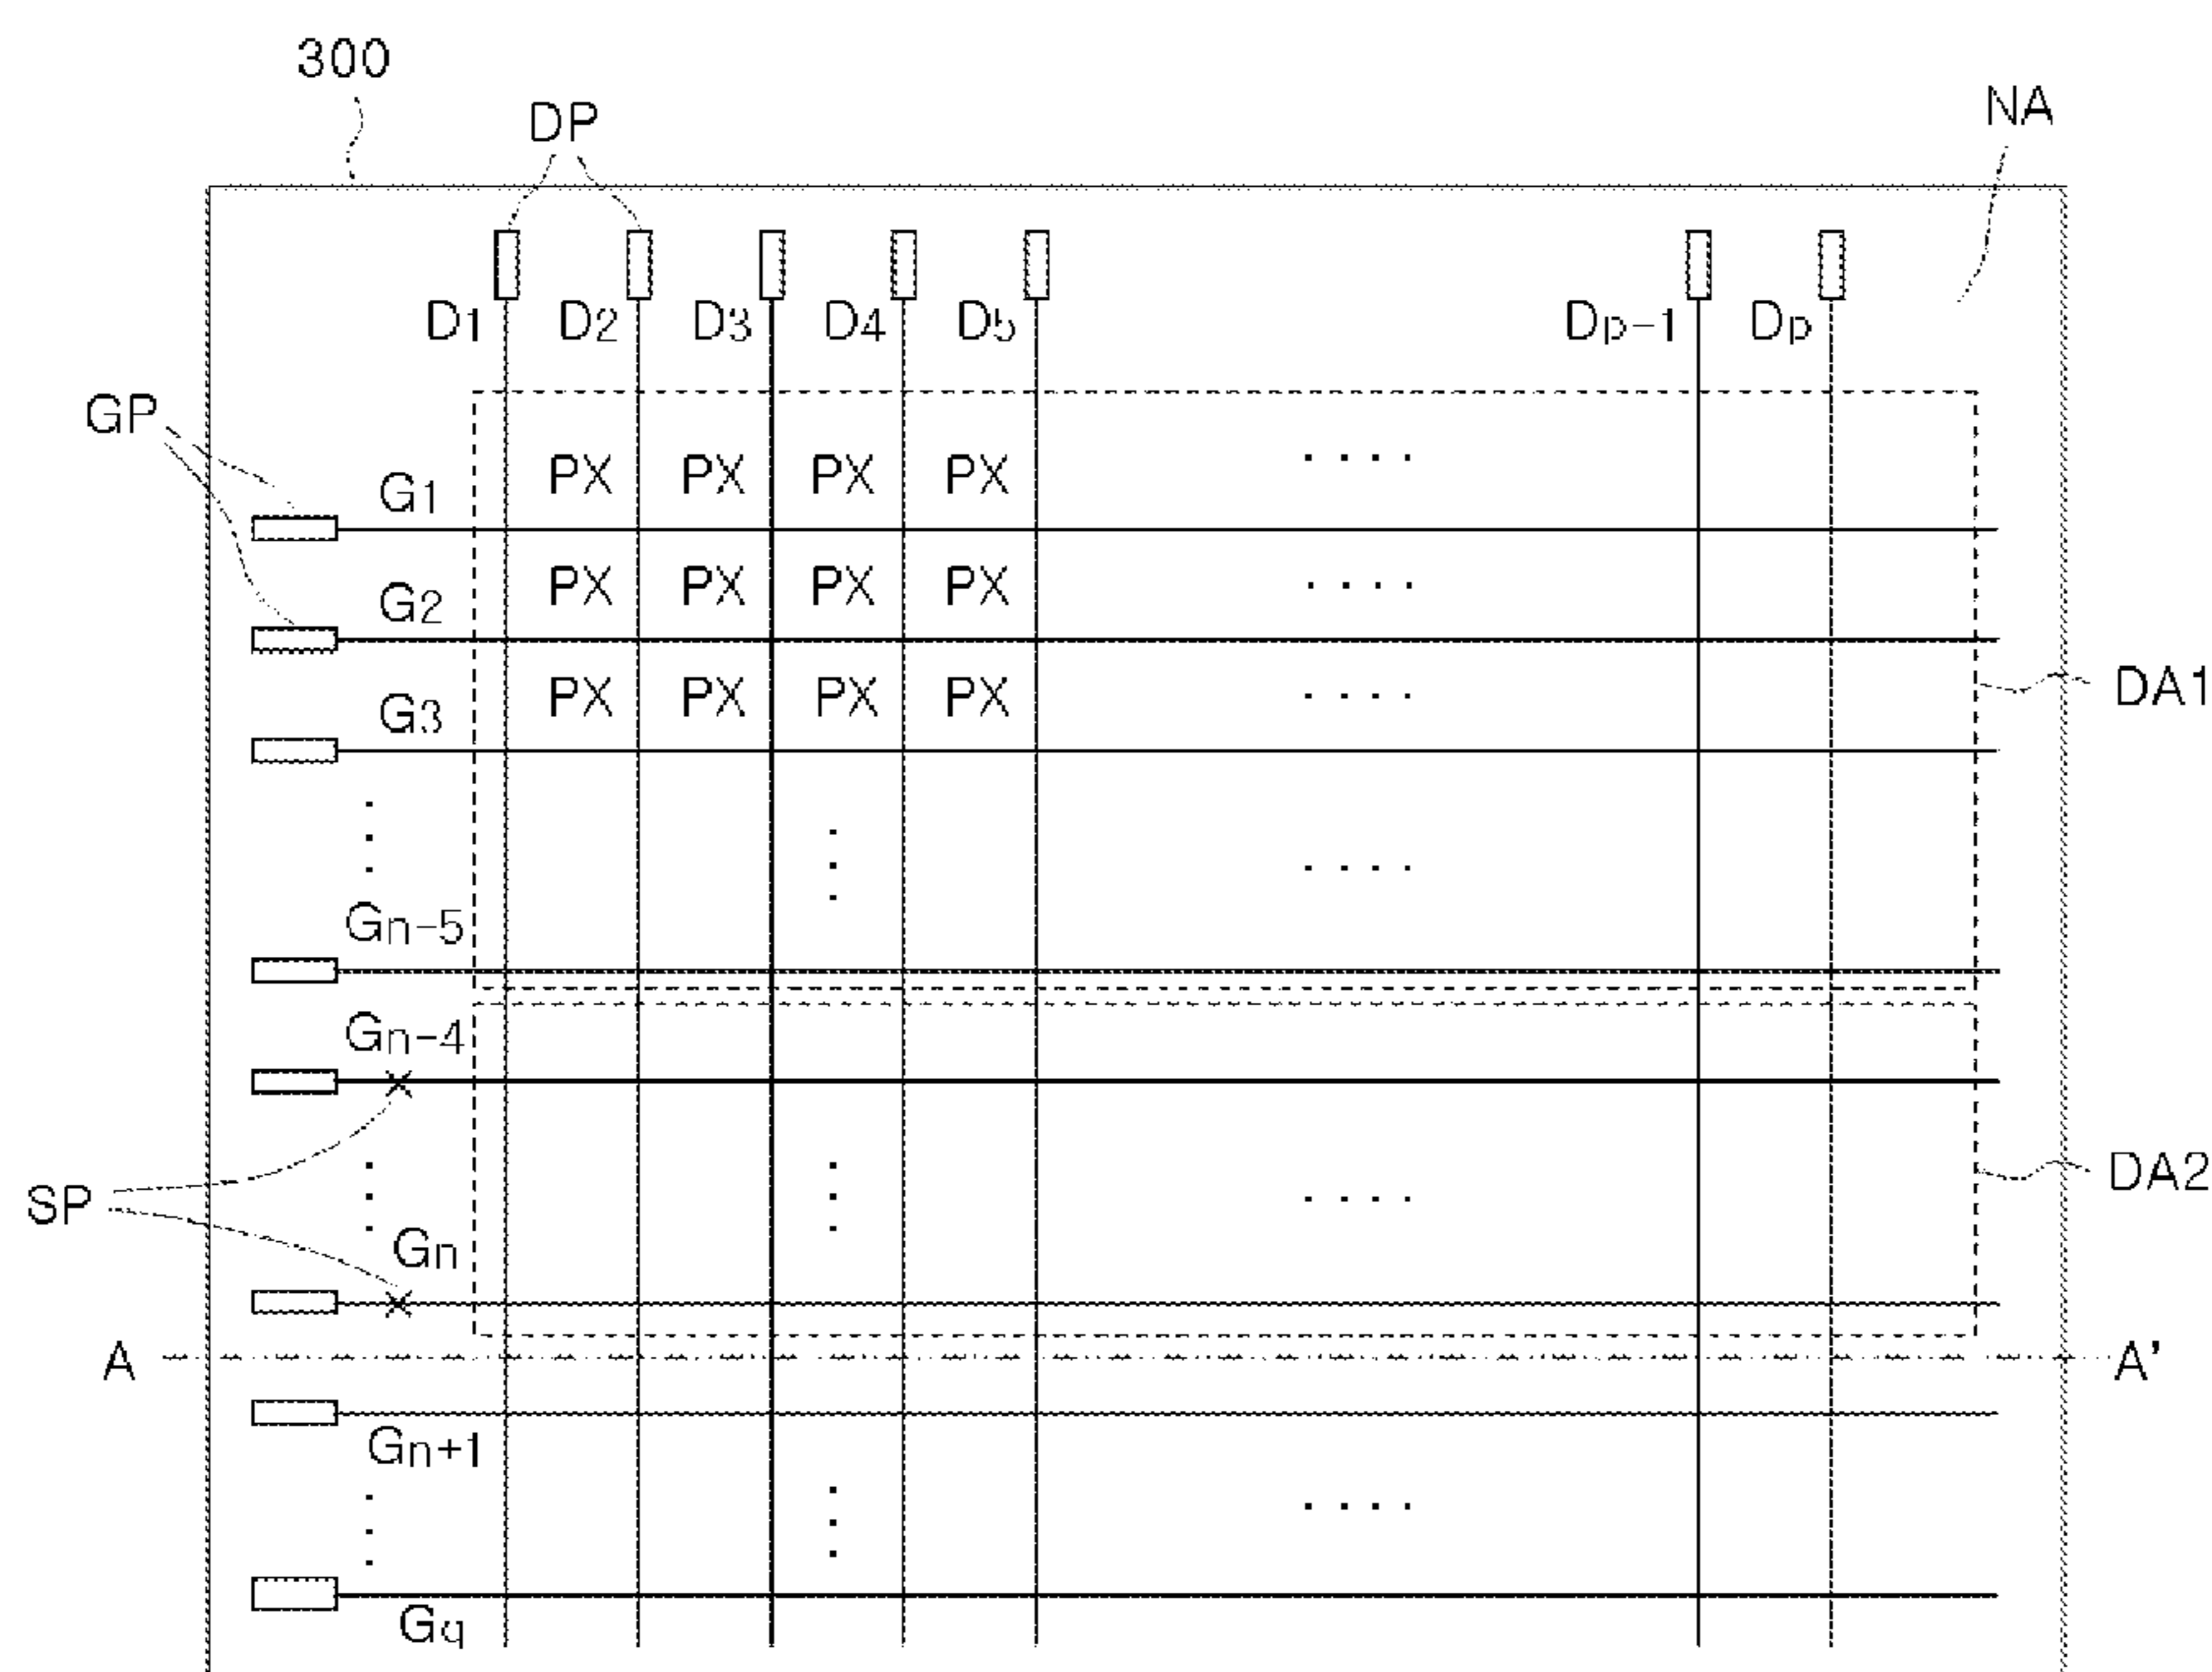 300
DP
NA
D1 D2 D3 D4 D5 Dp-1 Dp
GP
G1 PX PX PX PX ....
G2 PX PX PX PX ....
G3 PX PX PX PX ....
DA1
....
Gn-5
Gn-4
SP
DA2
....
Gn
A A'
Gn+1
....
Gq